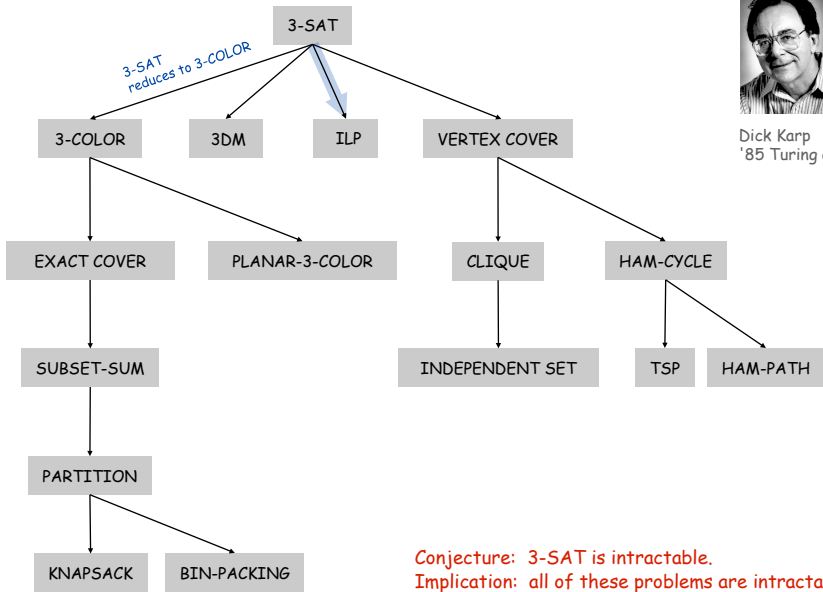 3-SAT
3-SAT
reduces to 3-COLOR
3-COLOR
3DM
ILP
VERTEX COVER
Dick Karp
'85 Turing
EXACT COVER
PLANAR-3-COLOR
CLIQUE
HAM-CYCLE
SUBSET-SUM
INDEPENDENT SET
TSP
HAM-PATH
PARTITION
KNAPSACK
BIN-PACKING
Conjecture: 3-SAT is intractable.
Implication: all of these problems are